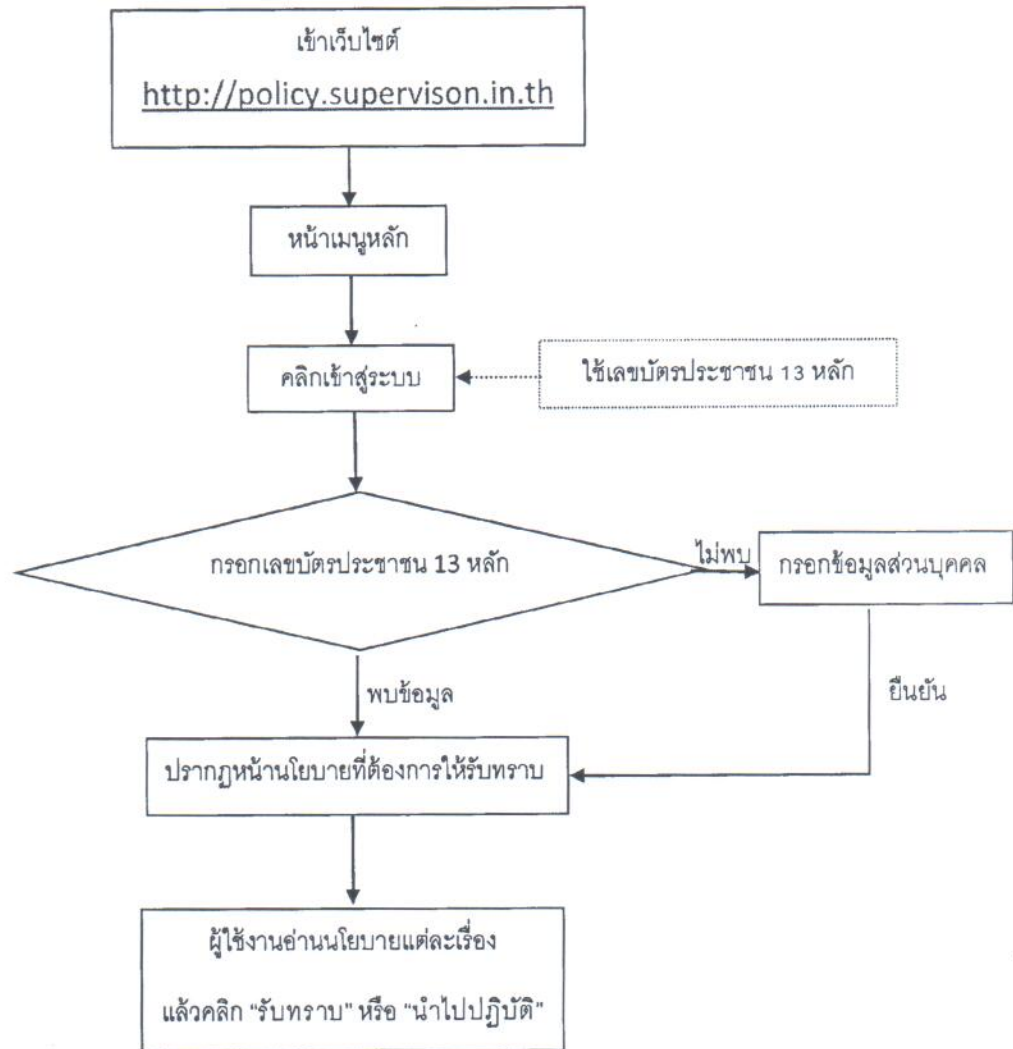 เข้าเว็บไซต์
http://policy.supervison.in.th
หน้าเมนูหลัก
คลิกเข้าสู่ระบบ
ใช้เลขบัตรประชาชน 13 หลัก
กรอกเลขบัตรประชาชน 13 หลัก
ไม่พบ
กรอกข้อมูลส่วนบุคคล
พบข้อมูล
ยืนยัน
ปรากฏหน้านโยบายที่ต้องการให้รับทราบ
ผู้ใช้งานอ่านนโยบายแต่ละเรื่อง
แล้วคลิก “รับทราบ” หรือ “นำไปปฏิบัติ”